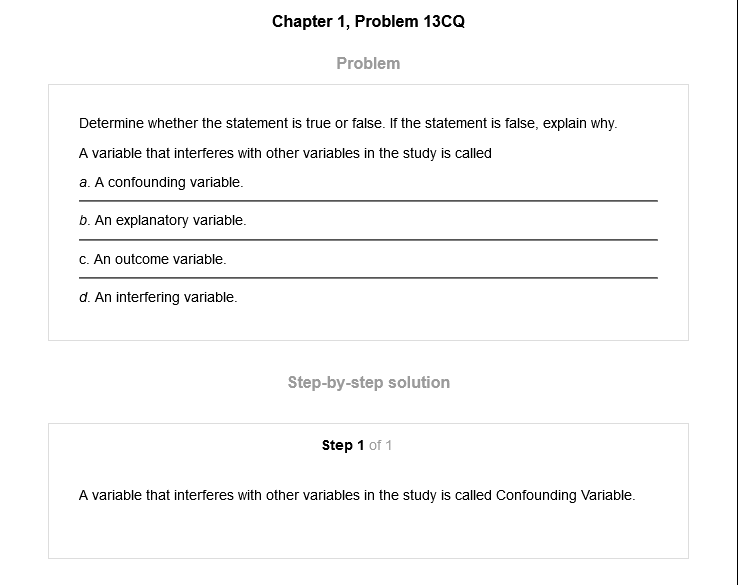 Chapter 1, Problem 13CQ
Problem
Determine whether the statement is true or false. If the statement is false, explain why.
A variable that interferes with other variables in the study is called
a. A confounding variable.
b. An explanatory variable.
c. An outcome variable.
d. An interfering variable.
Step-by-step solution
Step 1 of 1
A variable that interferes with other variables in the study is called Confounding Variable.